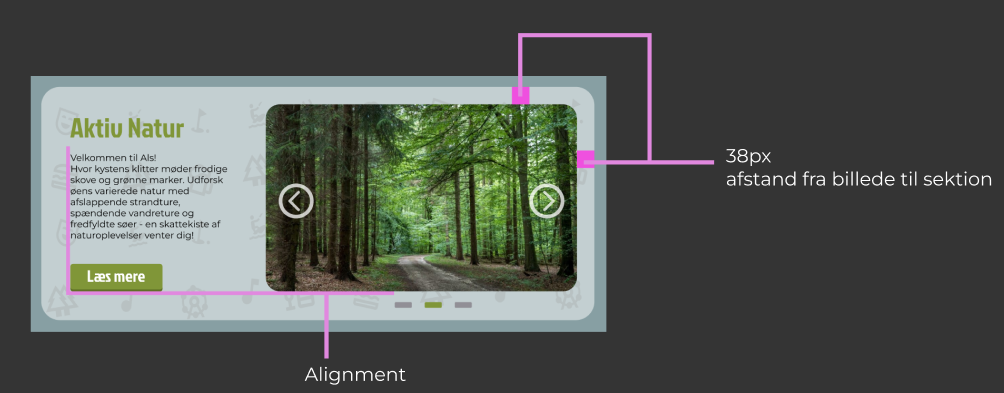 Aktiv Natur
Velkommen til Als!
Hvor kystens klitter møder frodige
skove og grønne marker. Udforsk
øens varierede natur med
afslappende strandture,
spændende vandreture og
fredfyldte søer - en skattekiste af
naturoplevelser venter dig!
Læs mere
38px
afstand fra billede til sektion
Alignment